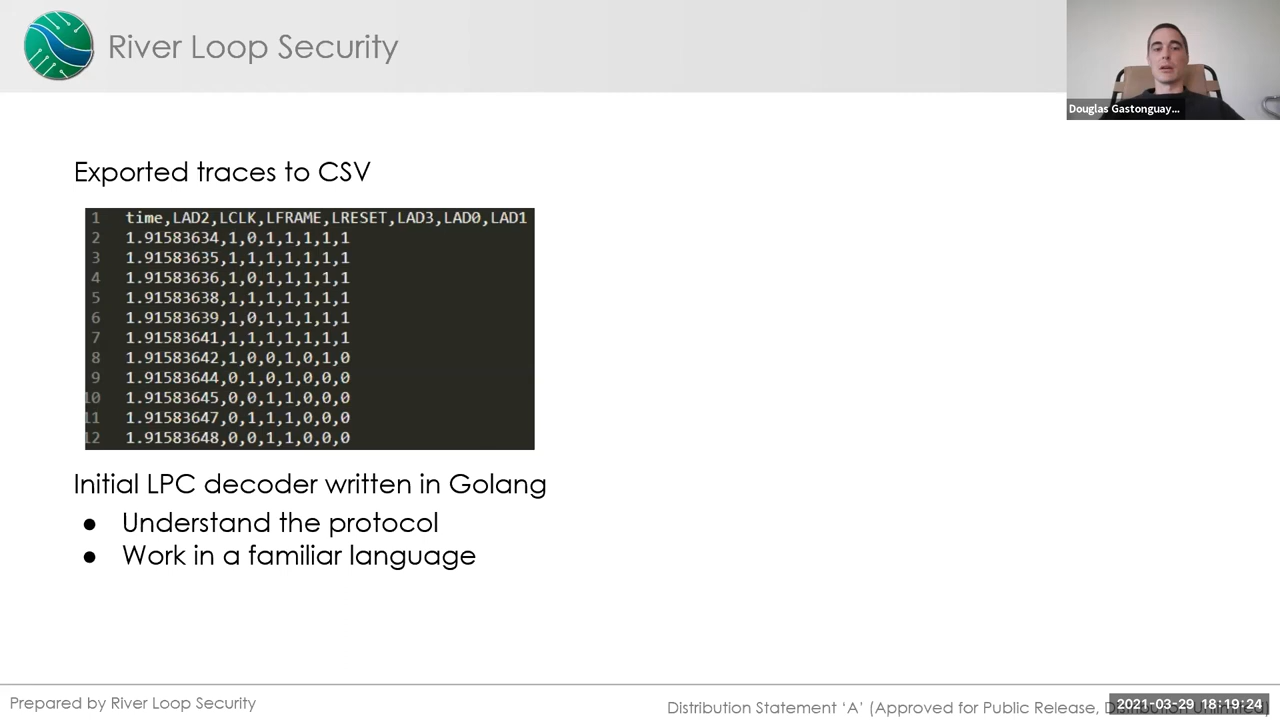 River Loop Security
Douglas Gastonguay...
Exported traces to CSV
1 time,LAD2,LCLK,LFRAME,LRESET,LAD3,LAD0,LAD1
2 1.91583634,1,0,1,1,1,1,1
3 1.91583635,1,1,1,1,1,1,1
4 1.91583636,1,0,1,1,1,1,1
5 1.91583638,1,1,1,1,1,1,1
6 1.91583639,1,0,1,1,1,1,1
7 1.91583641,1,1,1,1,1,1,1
8 1.91583642,1,0,0,1,0,1,0
9 1.91583644,0,1,0,1,0,0,0
10 1.91583645,0,0,1,1,0,0,0
11 1.91583647,0,1,1,1,0,0,0
12 1.91583648,0,0,1,1,0,0,0
Initial LPC decoder written in Golang
● Understand the protocol
● Work in a familiar language
Prepared by River Loop Security
Distribution Statement ‘A’ (Approved for Public Release,
2021-03-29 18:19:24